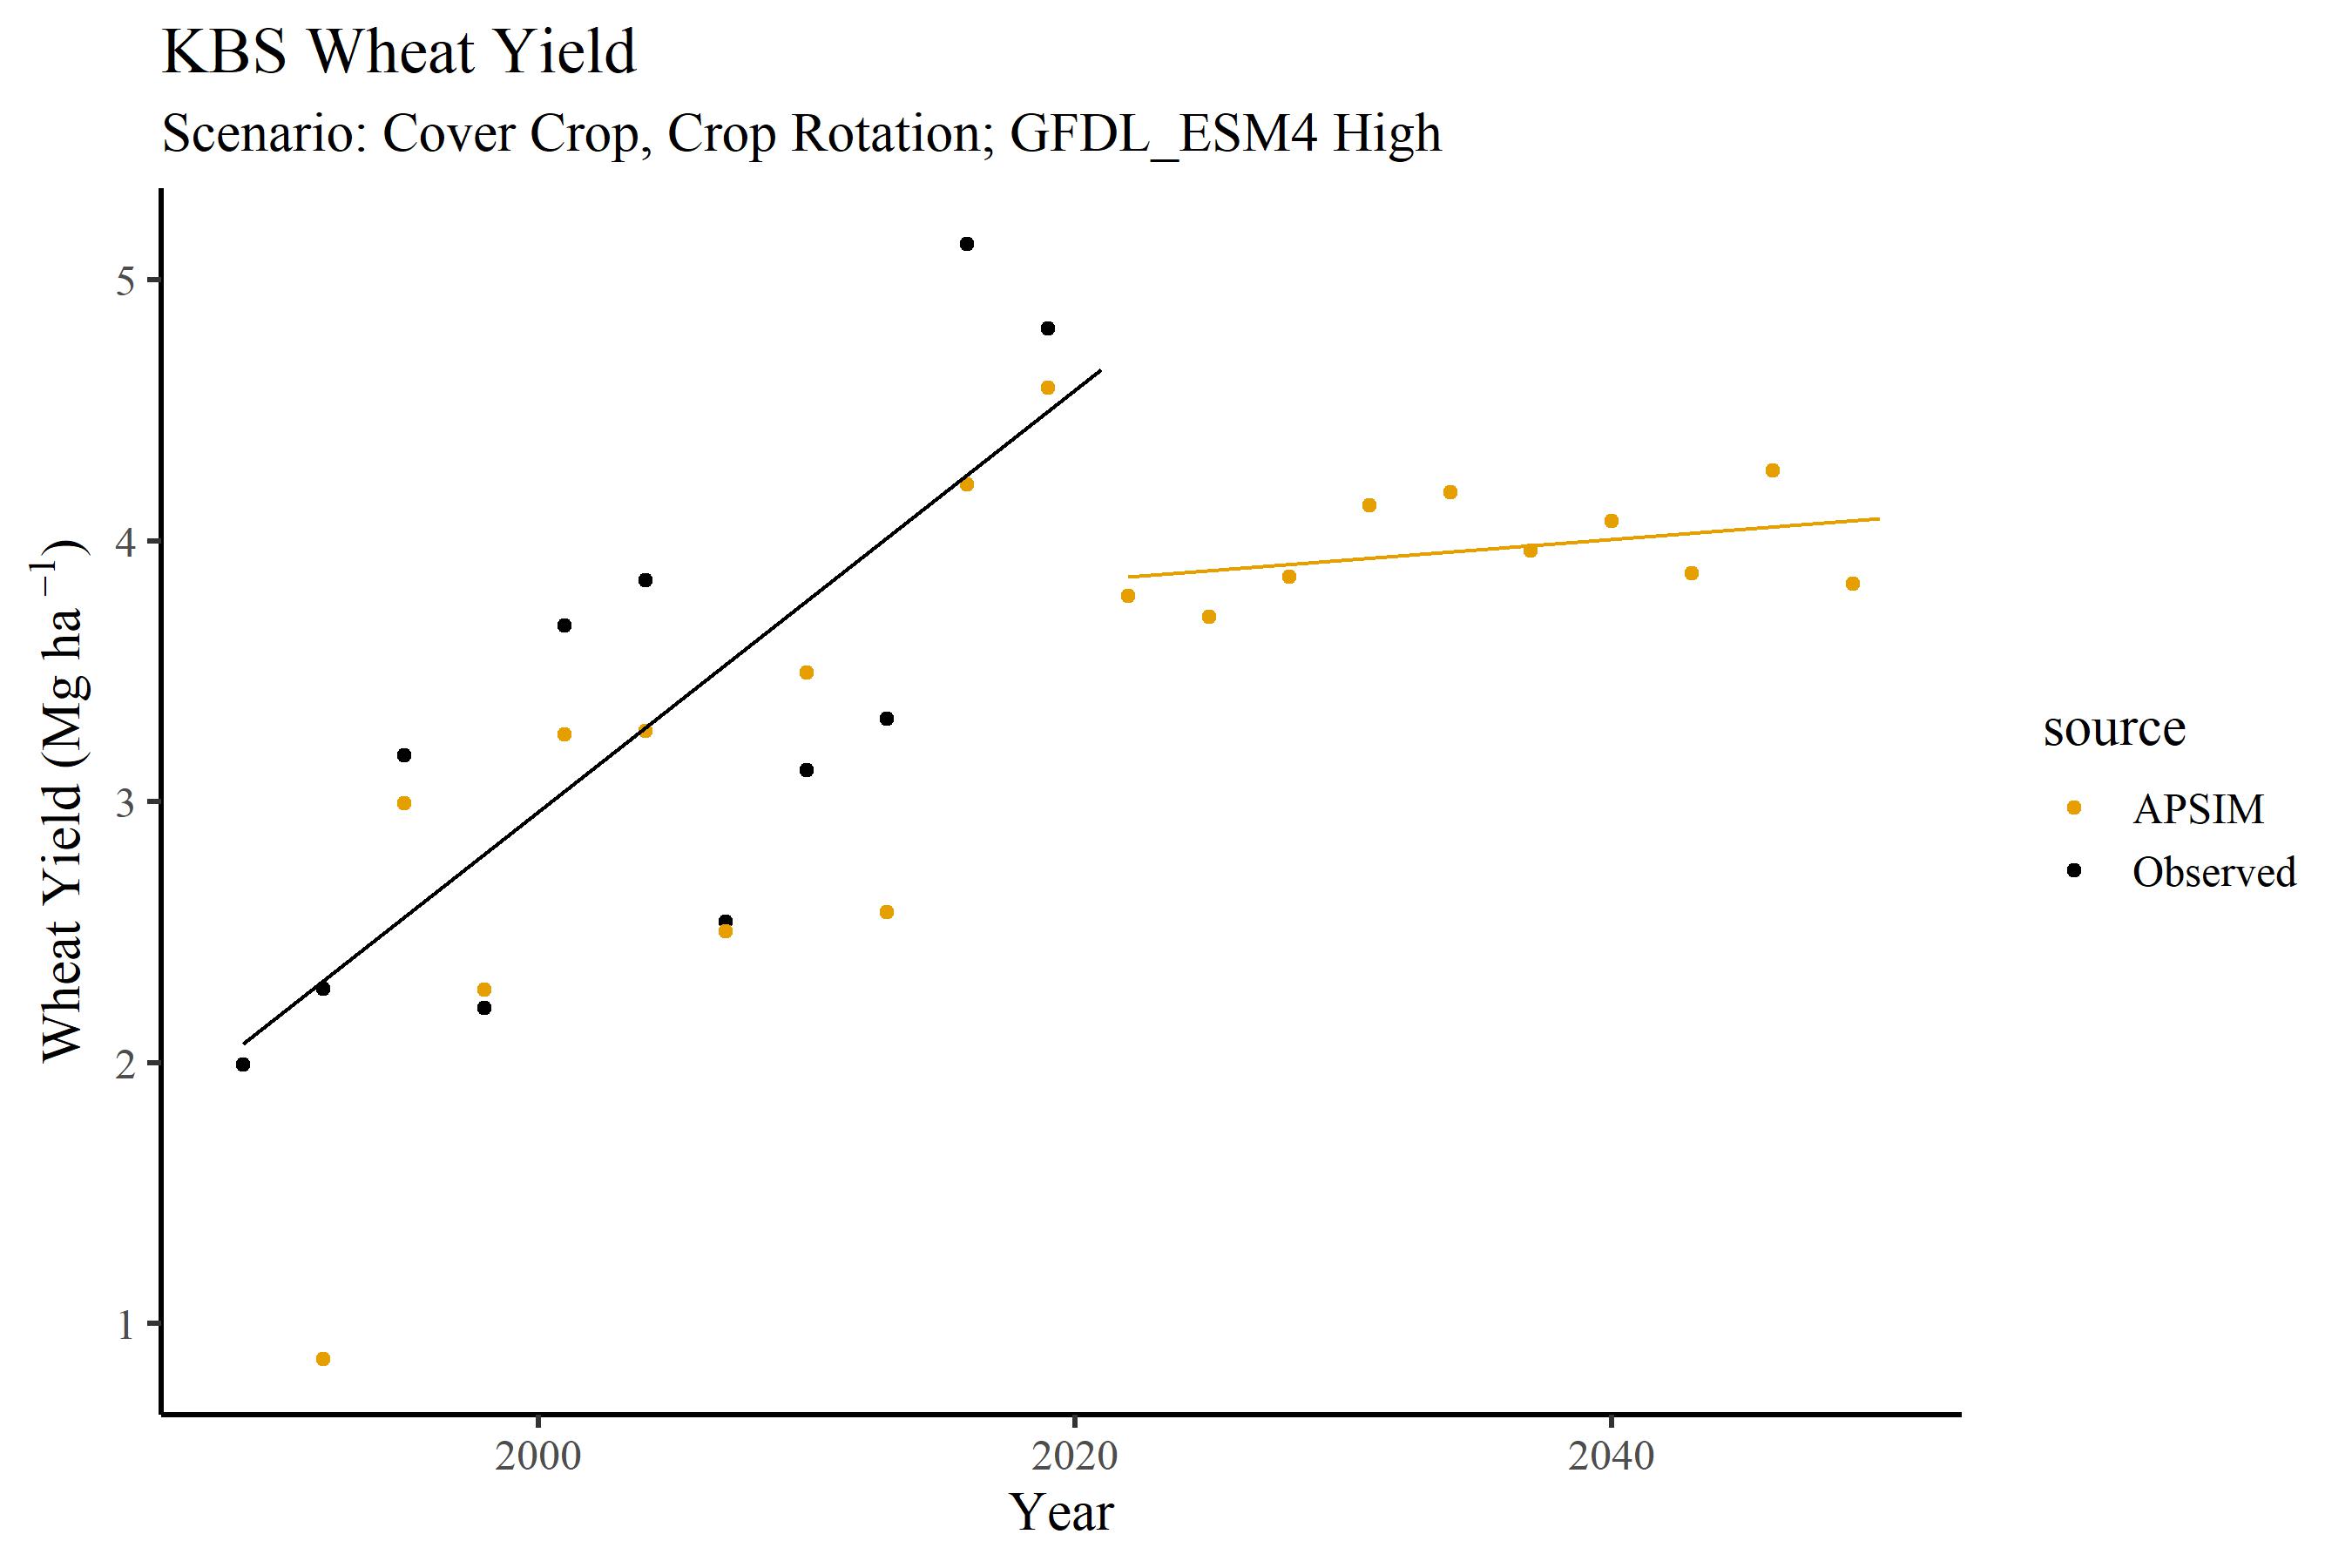 KBS Wheat Yield
Scenario: Cover Crop, Crop Rotation; GFDL_ESM4 High
Wheat Yield (Mg ha⁻¹)
5
4
3
2
1
2000
2020
2040
Year
source
APSIM
Observed